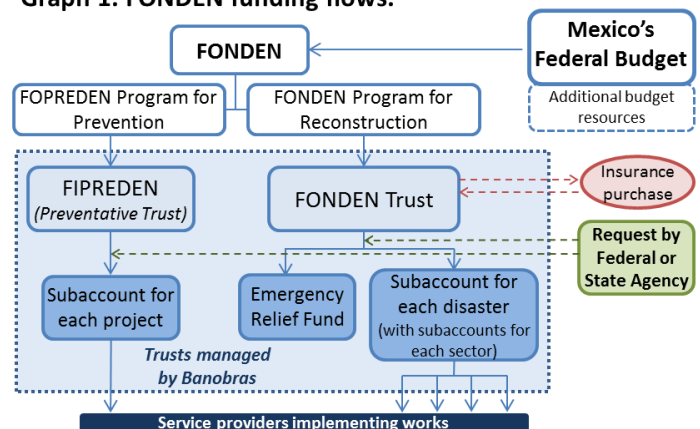 Graph 1: FONDEN funding flows.
FONDEN
Mexico's
Federal Budget
Additional budget
resources
FOPREDEN Program for
Prevention
FONDEN Program for
Reconstruction
FIPREDEN
(Preventative Trust)
FONDEN Trust
Insurance
purchase
Request by
Federal or
State Agency
Subaccount for
each project
Emergency
Relief Fund
Subaccount for
each disaster
(with subaccounts for
each sector)
Trusts managed
by Banobras
Service providers implementing works